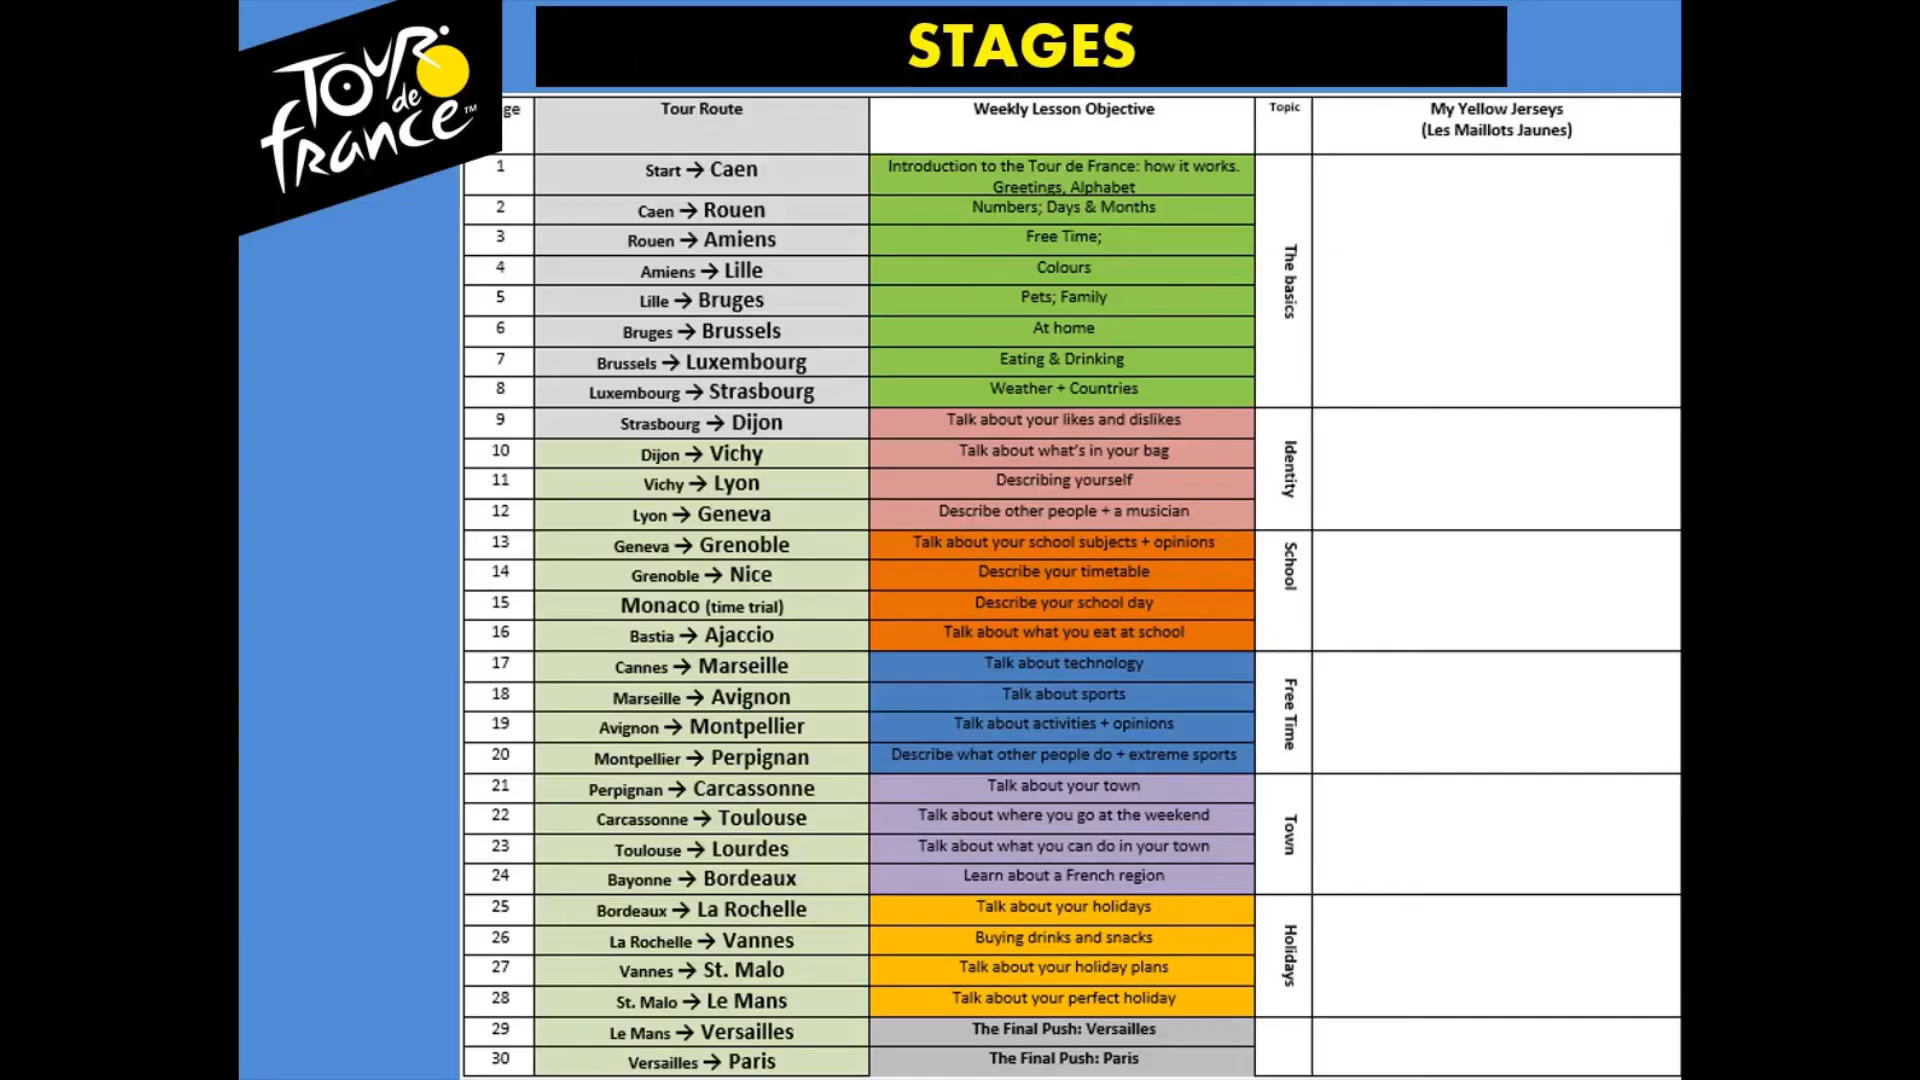 TOUR
de
france™
STAGES
ge Tour Route Weekly Lesson Objective Topic My Yellow Jerseys
(Les Maillots Jaunes)
1 Start → Caen Introduction to the Tour de France: how it works.
Greetings, Alphabet
2 Caen → Rouen Numbers; Days & Months
3 Rouen → Amiens Free Time;
4 Amiens → Lille Colours
5 Lille → Bruges Pets; Family
6 Bruges → Brussels At home
7 Brussels → Luxembourg Eating & Drinking
8 Luxembourg → Strasbourg Weather + Countries
The basics
9 Strasbourg → Dijon Talk about your likes and dislikes
10 Dijon → Vichy Talk about what's in your bag
11 Vichy → Lyon Describing yourself
12 Lyon → Geneva Describe other people + a musician
Identity
13 Geneva → Grenoble Talk about your school subjects + opinions
14 Grenoble → Nice Describe your timetable
15 Monaco (time trial) Describe your school day
16 Bastia → Ajaccio Talk about what you eat at school
School
17 Cannes → Marseille Talk about technology
18 Marseille → Avignon Talk about sports
19 Avignon → Montpellier Talk about activities + opinions
20 Montpellier → Perpignan Describe what other people do + extreme sports
Free Time
21 Perpignan → Carcassonne Talk about your town
22 Carcassonne → Toulouse Talk about where you go at the weekend
23 Toulouse → Lourdes Talk about what you can do in your town
24 Bayonne → Bordeaux Learn about a French region
Town
25 Bordeaux → La Rochelle Talk about your holidays
26 La Rochelle → Vannes Buying drinks and snacks
27 Vannes → St. Malo Talk about your holiday plans
28 St. Malo → Le Mans Talk about your perfect holiday
Holidays
29 Le Mans → Versailles The Final Push: Versailles
30 Versailles → Paris The Final Push: Paris